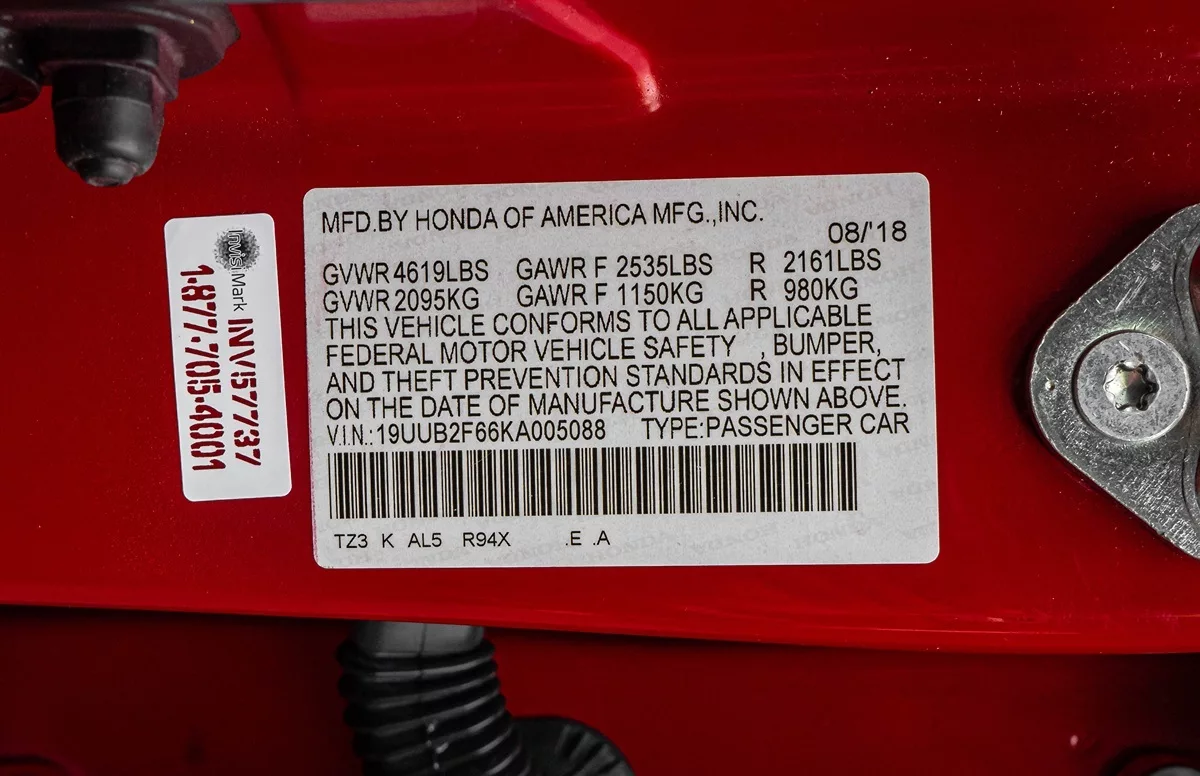 InvisiMark INV57737
1-877-705-4001
MFD.BY HONDA OF AMERICA MFG.,INC.
08/'18
GVWR 4619LBS GAWR F 2535LBS R 2161LBS
GVWR 2095KG GAWR F 1150KG R 980KG
THIS VEHICLE CONFORMS TO ALL APPLICABLE
FEDERAL MOTOR VEHICLE SAFETY , BUMPER,
AND THEFT PREVENTION STANDARDS IN EFFECT
ON THE DATE OF MANUFACTURE SHOWN ABOVE.
V.I.N.:19UUB2F66KA005088 TYPE:PASSENGER CAR
TZ3 K AL5 R94X .E .A